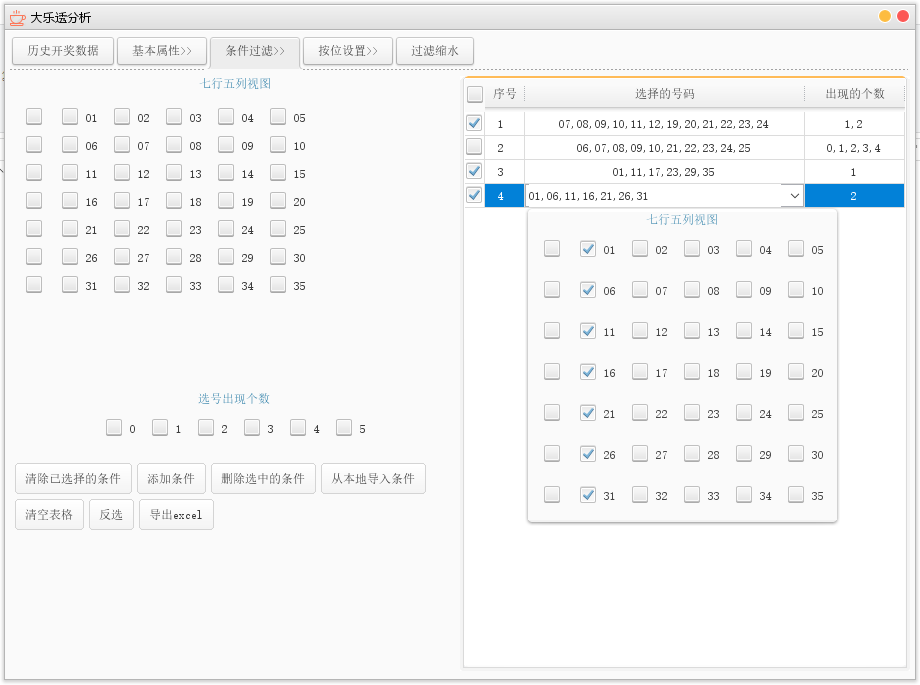 大乐透分析
历史开奖数据 基本属性>> 条件过滤>> 按位设置>> 过滤缩水
七行五列视图
01 02 03 04 05
06 07 08 09 10
11 12 13 14 15
16 17 18 19 20
21 22 23 24 25
26 27 28 29 30
31 32 33 34 35
选号出现个数
0 1 2 3 4 5
清除已选择的条件 添加条件 删除选中的条件 从本地导入条件
清空表格 反选 导出excel
序号 选择的号码 出现的个数
1 07,08,09,10,11,12,19,20,21,22,23,24 1,2
2 06,07,08,09,10,21,22,23,24,25 0,1,2,3,4
3 01,11,17,23,29,35 1
4 01,06,11,16,21,26,31 2
七行五列视图
01 02 03 04 05
06 07 08 09 10
11 12 13 14 15
16 17 18 19 20
21 22 23 24 25
26 27 28 29 30
31 32 33 34 35